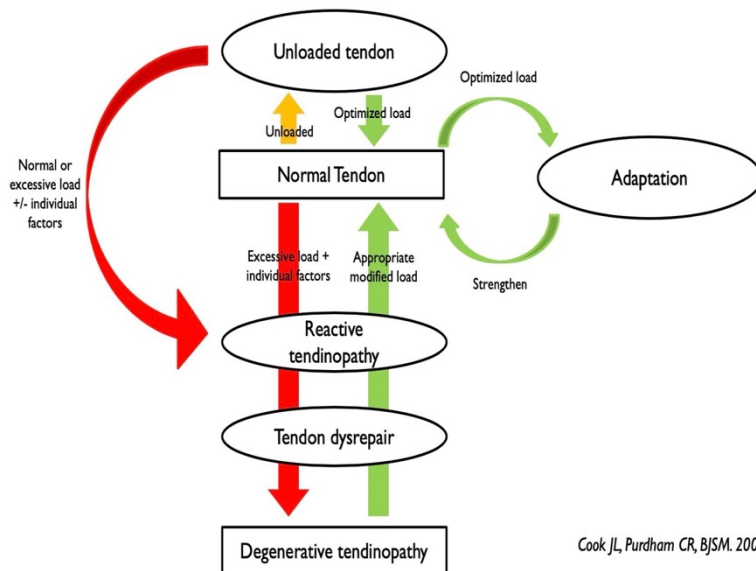 Unloaded tendon
Optimized load
Unloaded
Optimized load
Normal or
excessive load
+/- individual
factors
Normal Tendon
Adaptation
Excessive load +
individual factors
Appropriate
modified load
Strengthen
Reactive
tendinopathy
Tendon dysrepair
Degenerative tendinopathy
Cook JL, Purdham CR, BJSM. 200